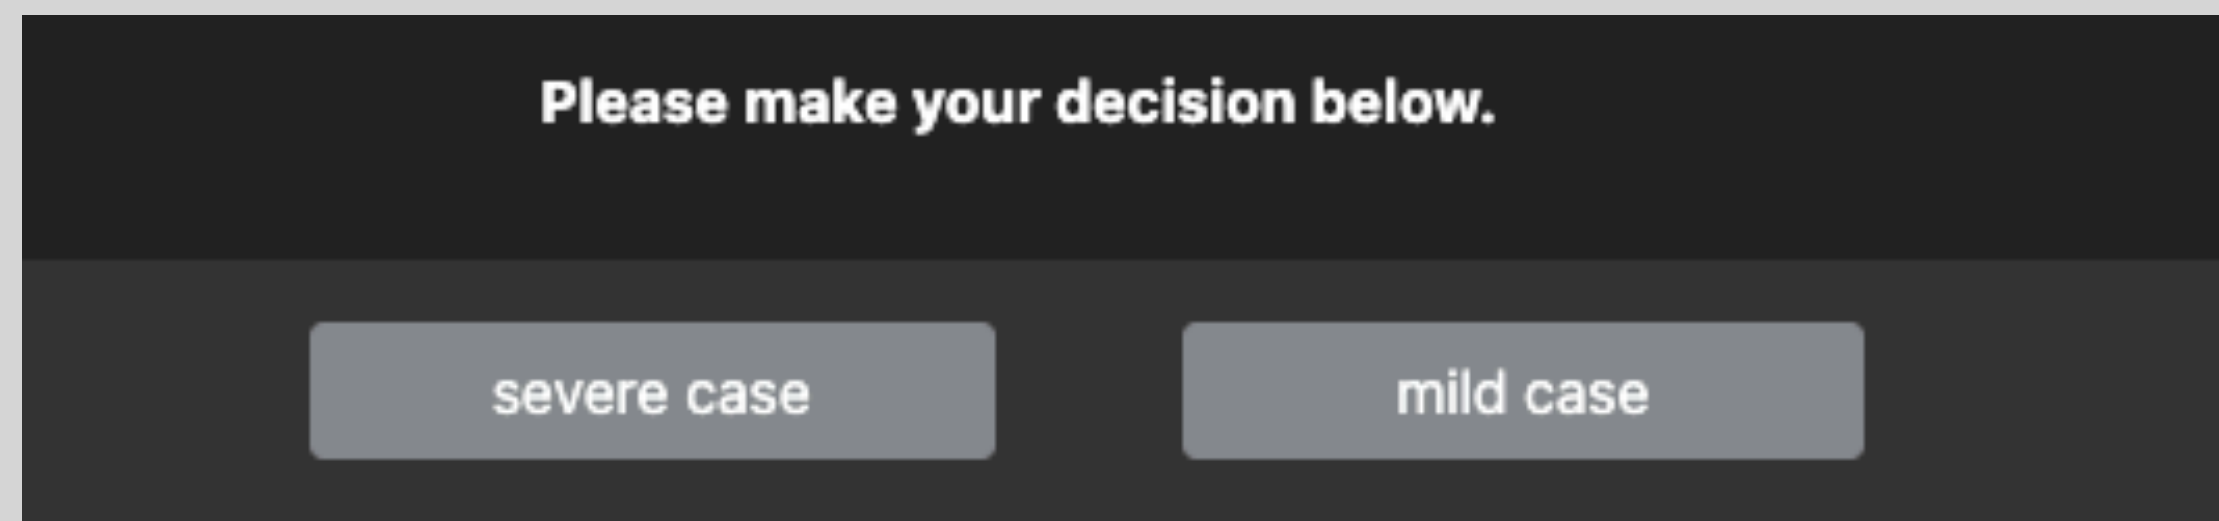 Please make your decision below.
severe case
mild case